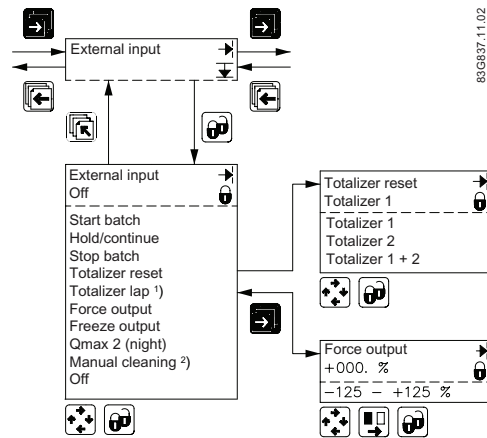 83G837.11.02
External input
External input
Off
Start batch
Hold/continue
Stop batch
Totalizer reset
Totalizer lap ¹)
Force output
Freeze output
Qmax 2 (night)
Manual cleaning ²)
Off
Totalizer reset
Totalizer 1
Totalizer 1
Totalizer 2
Totalizer 1 + 2
Force output
+000. %
–125 – +125 %